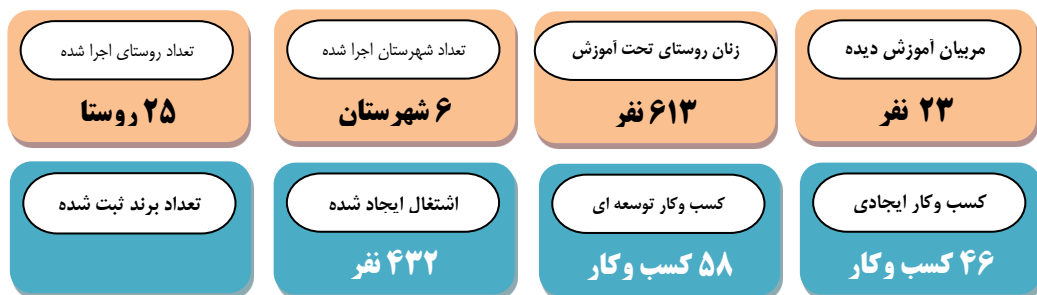 مربیان آموزش دیده
۲۳ نفر
زنان روستای تحت آموزش
۶۱۳ نفر
تعداد شهرستان اجرا شده
۶ شهرستان
تعداد روستای اجرا شده
۲۵ روستا
کسب وکار ایجادی
۴۶ کسب وکار
کسب وکار توسعه ای
۵۸ کسب وکار
اشتغال ایجاد شده
۴۳۲ نفر
تعداد برند ثبت شده